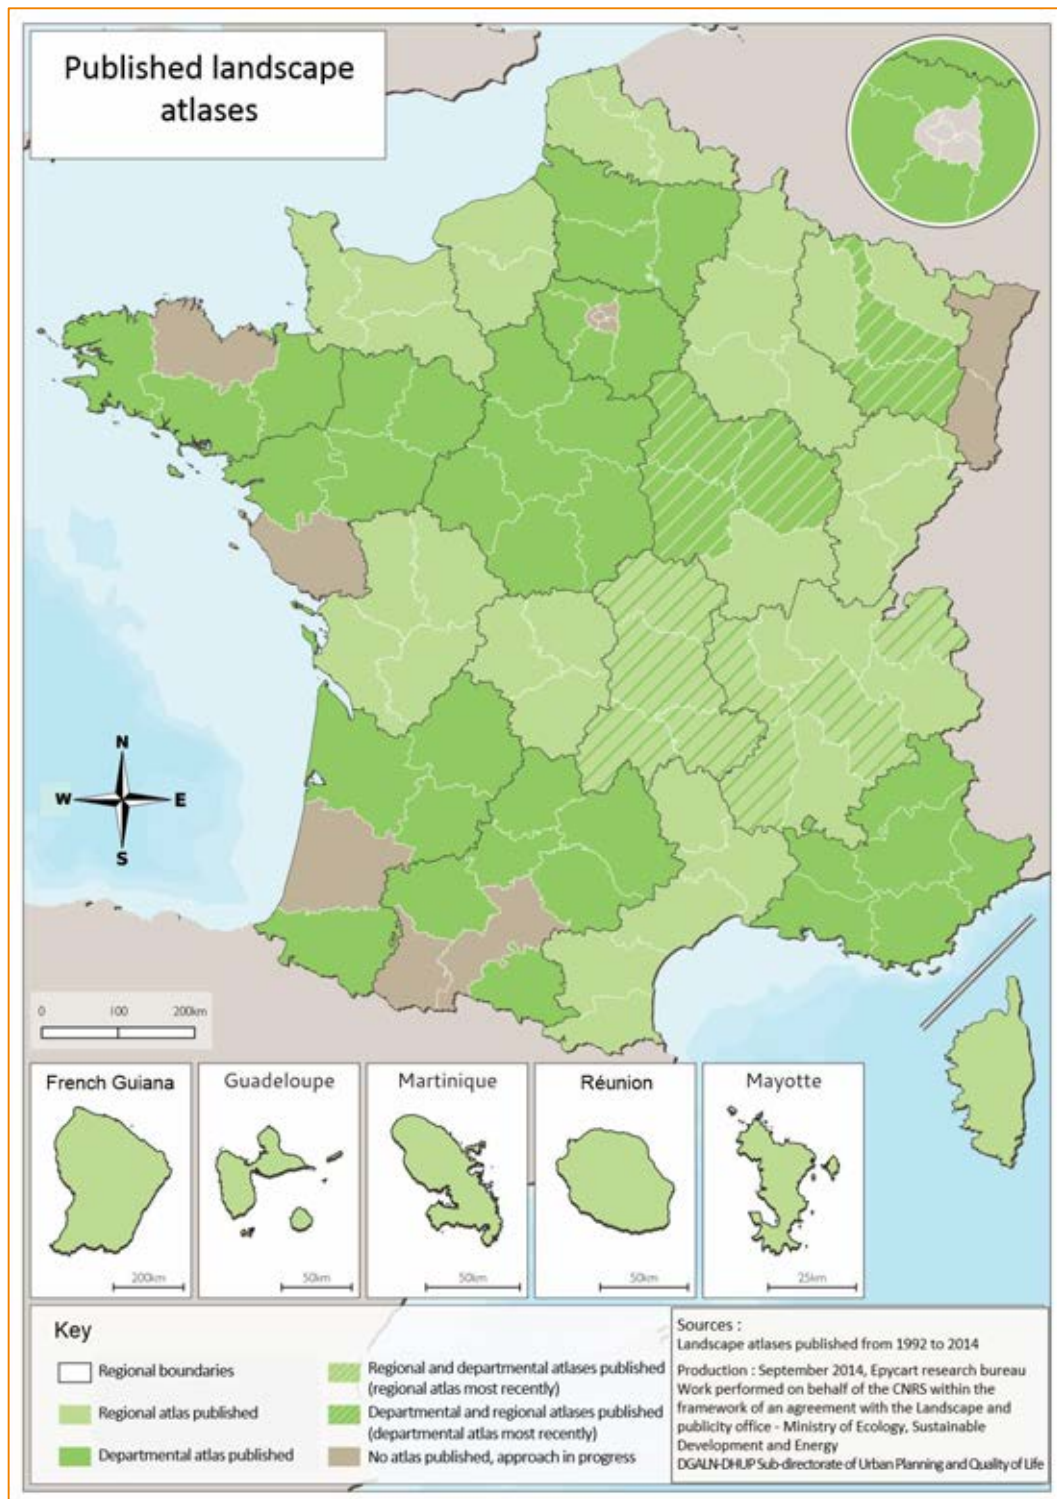 Published landscape
atlases
N
W
E
S
0 100 200km
French Guiana
200km
Guadeloupe
50km
Martinique
50km
Réunion
50km
Mayotte
25km
Key
Regional boundaries
Regional atlas published
Departmental atlas published
Regional and departmental atlases published
(regional atlas most recently)
Departmental and regional atlases published
(departmental atlas most recently)
No atlas published, approach in progress
Sources :
Landscape atlases published from 1992 to 2014
Production : September 2014, Epycart research bureau
Work performed on behalf of the CNRS within the
framework of an agreement with the Landscape and
publicity office - Ministry of Ecology, Sustainable
Development and Energy
DGALN-DHUP Sub-directorate of Urban Planning and Quality of Life